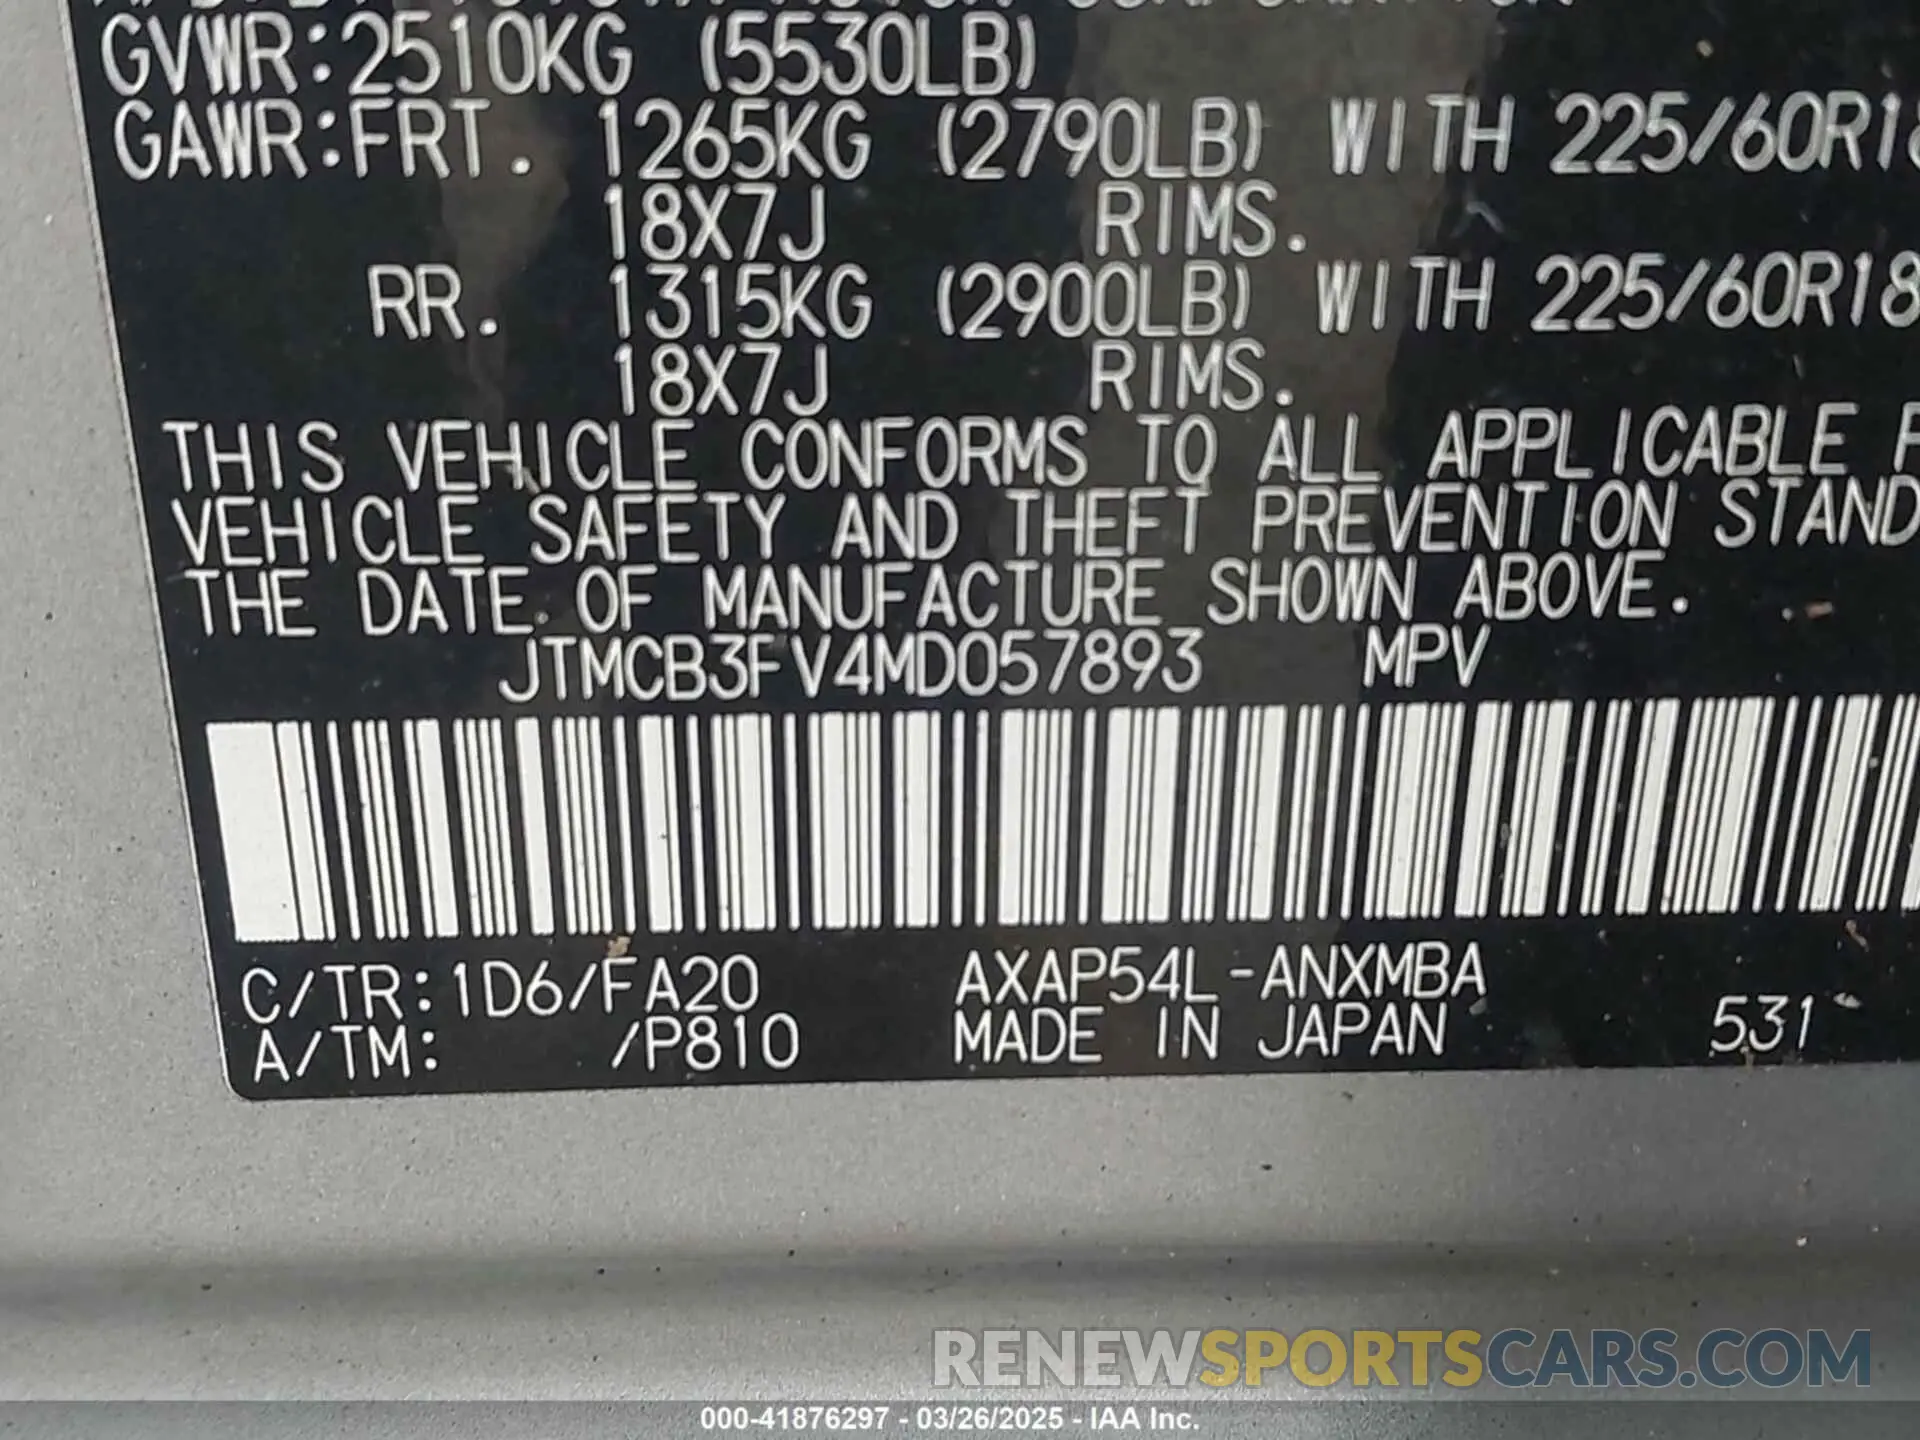 GVWR:2510KG (5530LB)
GAWR:FRT. 1265KG (2790LB) WITH 225/60R18
18X7J RIMS.
RR. 1315KG (2900LB) WITH 225/60R18
18X7J RIMS.
THIS VEHICLE CONFORMS TO ALL APPLICABLE F
VEHICLE SAFETY AND THEFT PREVENTION STAND
THE DATE OF MANUFACTURE SHOWN ABOVE.
JTMCB3FV4MD057893 MPV
C/TR:1D6/FA20 AXAP54L-ANXMBA
A/TM: /P810 MADE IN JAPAN 531
RENEWSPORTSCARS.COM
000-41876297 - 03/26/2025 - IAA Inc.